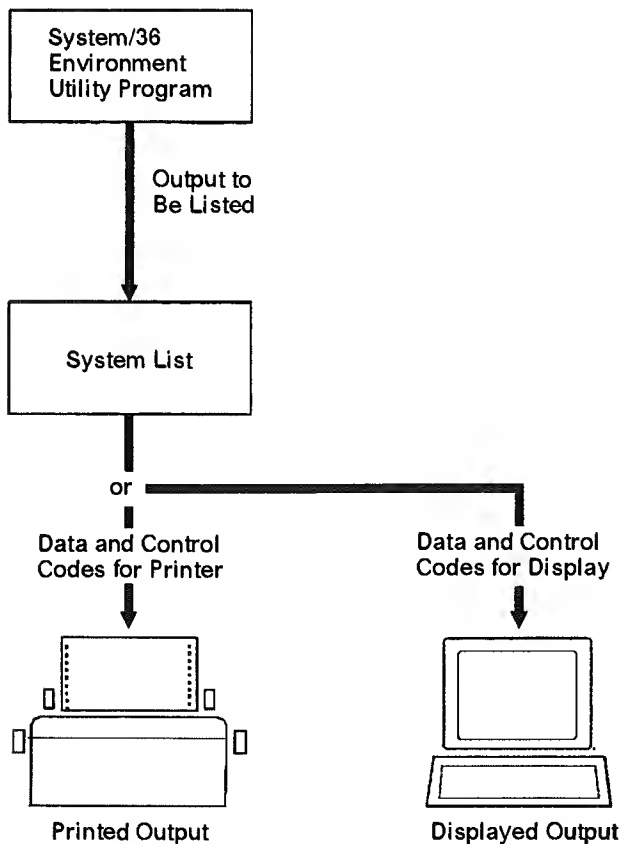 System/36
Environment
Utility Program
Output to
Be Listed
System List
or
Data and Control
Codes for Printer
Data and Control
Codes for Display
Printed Output
Displayed Output